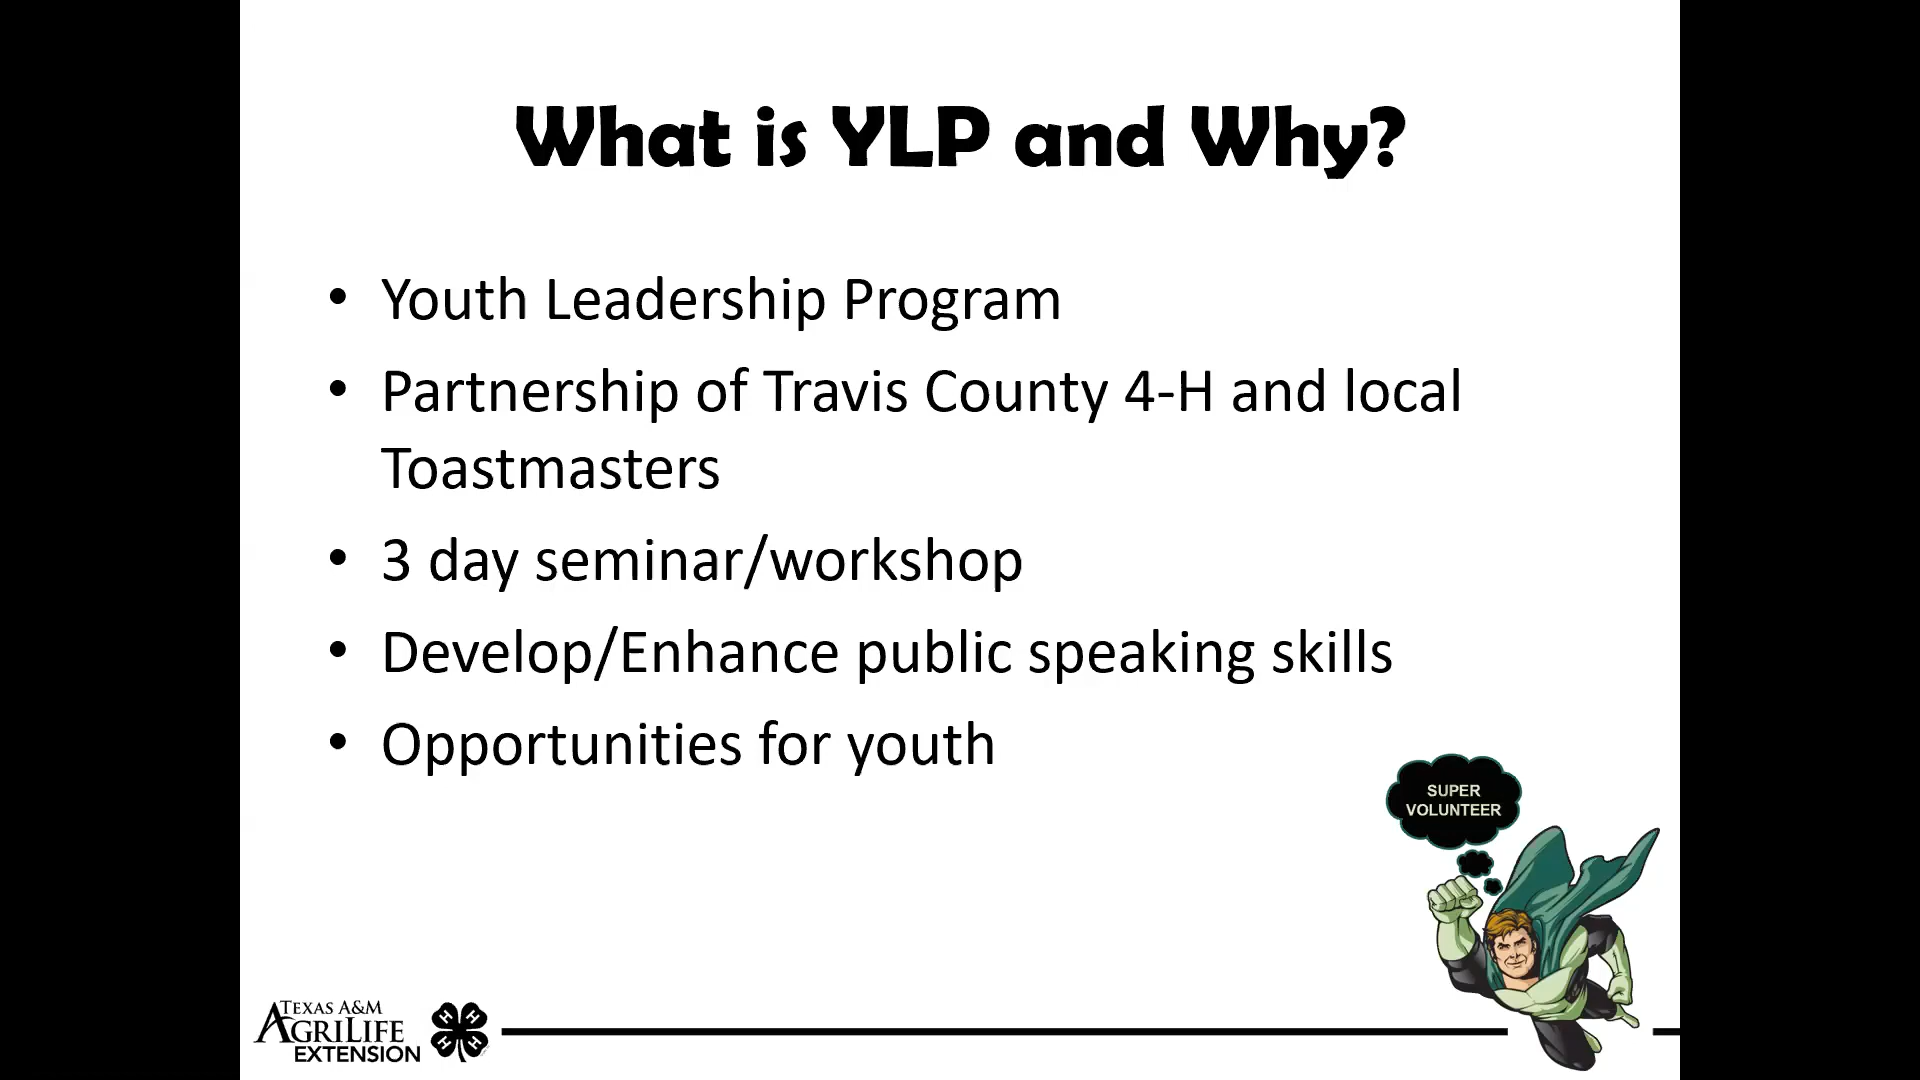 What is YLP and Why?
• Youth Leadership Program
• Partnership of Travis County 4-H and local
Toastmasters
• 3 day seminar/workshop
• Develop/Enhance public speaking skills
• Opportunities for youth
SUPER
VOLUNTEER
TEXAS A&M
AGRILIFE
EXTENSION
H H
H H